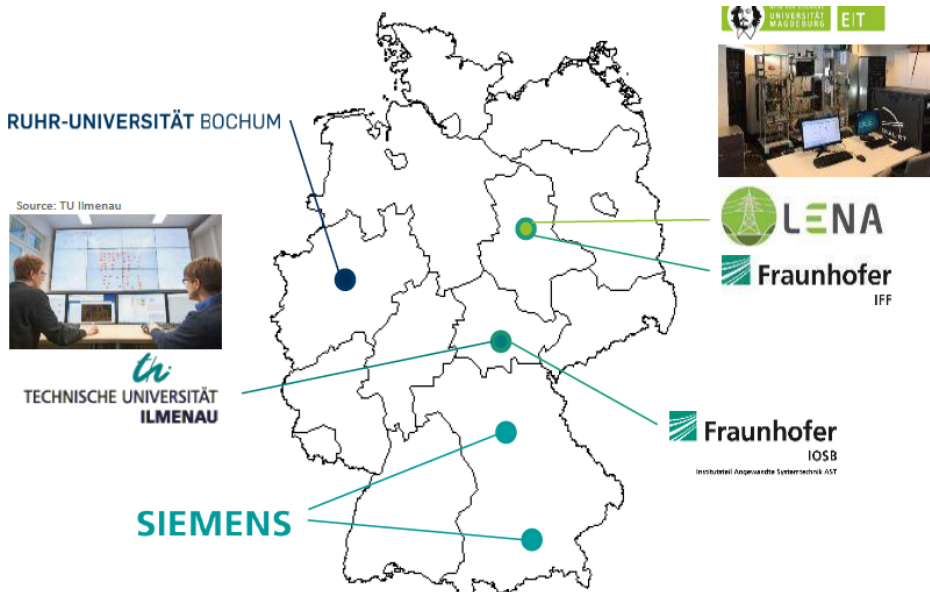 UNIVERSITÄT
MAGDEBURG
EIT
RUHR-UNIVERSITÄT BOCHUM
Source: TU Ilmenau
LENA
Fraunhofer
IFF
th
TECHNISCHE UNIVERSITÄT
ILMENAU
Fraunhofer
IOSB
Institutsteil Angewandte Systemtechnik AST
SIEMENS